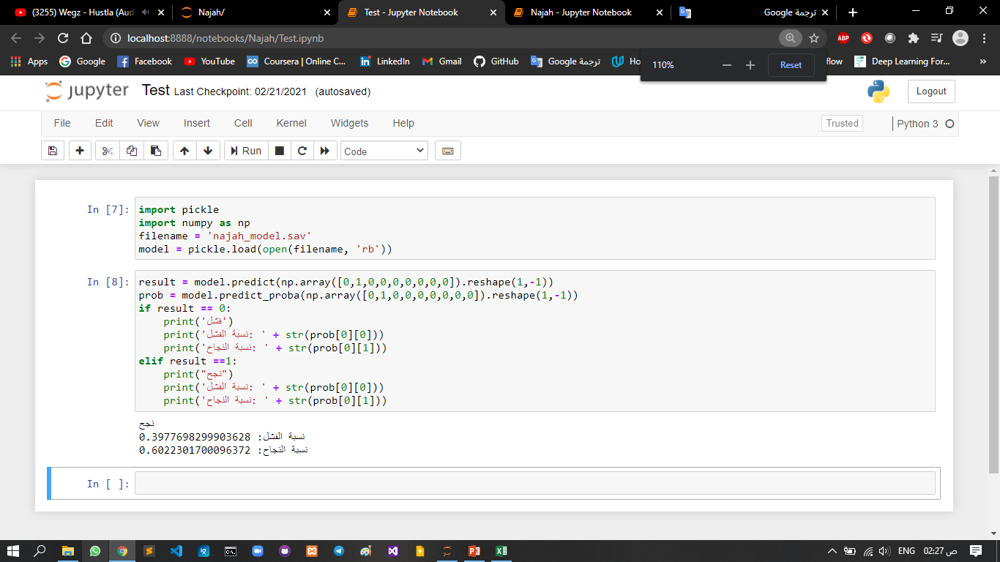 (3255) Wegz - Hustla (Aud
Najah/
Test - Jupyter Notebook
Najah - Jupyter Notebook
ترجمة Google
localhost:8888/notebooks/Najah/Test.ipynb
ABP
Apps
Google
Facebook
YouTube
Coursera | Online C...
LinkedIn
Gmail
GitHub
ترجمة Google
Ho
flow
Deep Learning For...
»
110%
Reset
jupyter
Test Last Checkpoint: 02/21/2021 (autosaved)
Logout
File
Edit
View
Insert
Cell
Kernel
Widgets
Help
Trusted
Python 3
Run
Code
In [7]:
import pickle
import numpy as np
filename = 'najah_model.sav'
model = pickle.load(open(filename, 'rb'))
In [8]:
result = model.predict(np.array([0,1,0,0,0,0,0,0,0]).reshape(1,-1))
prob = model.predict_proba(np.array([0,1,0,0,0,0,0,0,0]).reshape(1,-1))
if result == 0:
    print('فشل')
    print('نسبة الفشل: ' + str(prob[0][0]))
    print('نسبة النجاح: ' + str(prob[0][1]))
elif result ==1:
    print("نجح")
    print('نسبة الفشل: ' + str(prob[0][0]))
    print('نسبة النجاح: ' + str(prob[0][1]))
نجح
نسبة الفشل: 0.3977698299903628
نسبة النجاح: 0.6022301700096372
In [ ]:
ENG
02:27 ص